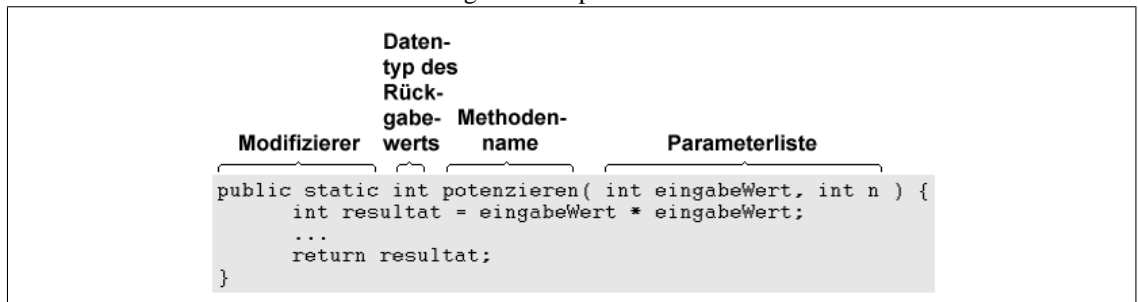 Daten-
typ des
Rück-
gabe-
werts
Modifizierer
Methoden-
name
Parameterliste
public static int potenzieren( int eingabeWert, int n ) {
int resultat = eingabeWert * eingabeWert;
...
return resultat;
}